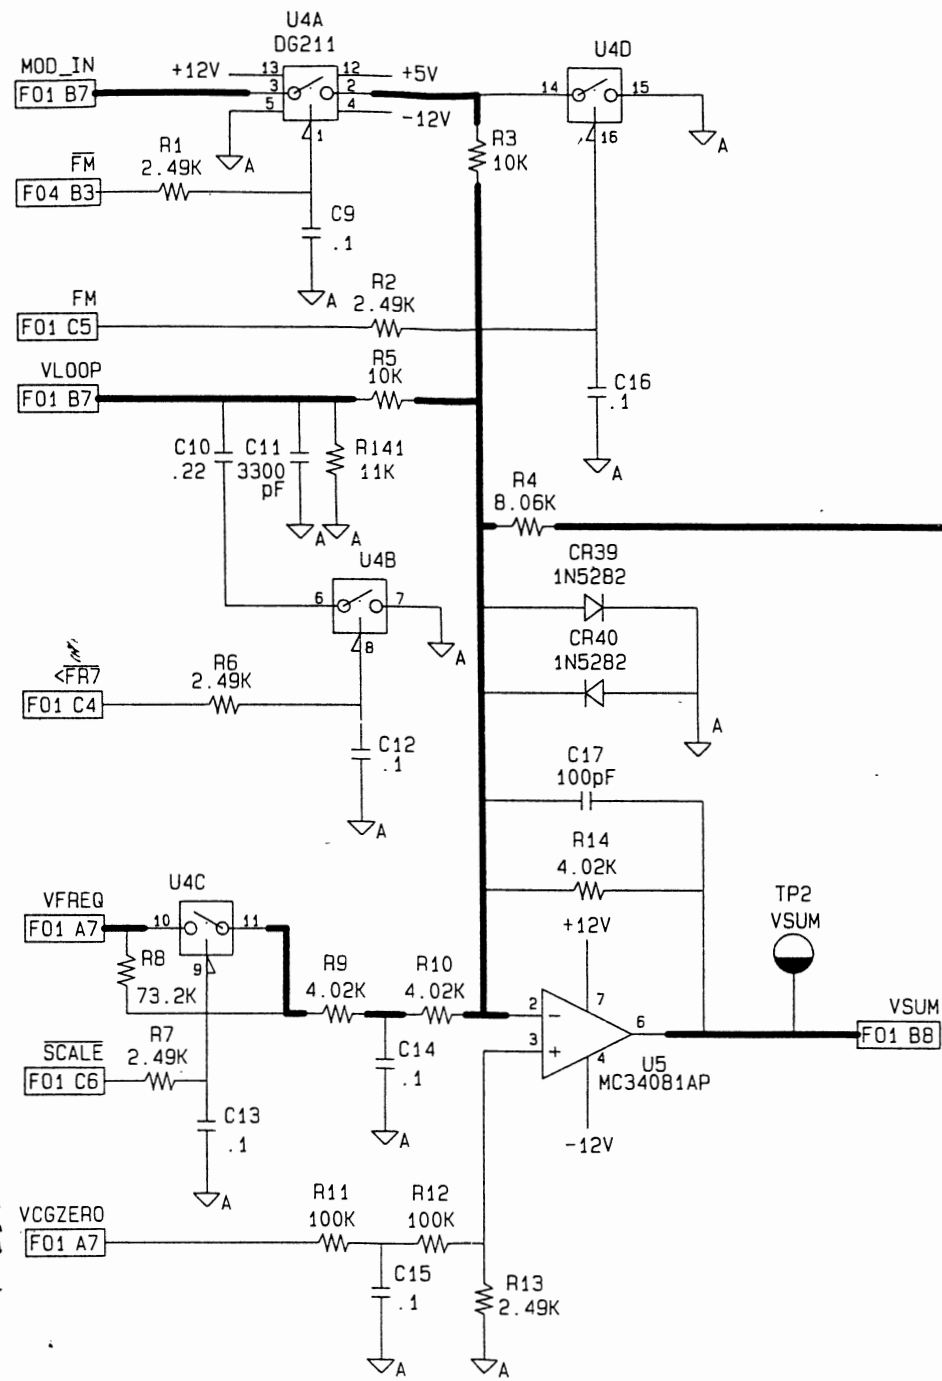 U4A
DG211
U4D
MOD_IN
F01 B7
+12V
13
3
5
12
2
4
+5V
-12V
1
14
15
16
A
A
R3
10K
FM
F04 B3
R1
2.49K
C9
.1
A
FM
F01 C5
R2
2.49K
VLOOP
F01 B7
R5
10K
C16
.1
A
C10
.22
C11
3300
pF
R141
11K
A
A
R4
8.06K
U4B
6
7
8
A
CR39
1N5282
CR40
1N5282
A
<FR7
F01 C4
R6
2.49K
C12
.1
A
C17
100pF
R14
4.02K
VFREQ
F01 A7
U4C
10
11
9
R8
73.2K
R9
4.02K
R10
4.02K
+12V
TP2
VSUM
2
3
7
6
4
-
+
U5
MC34081AP
-12V
VSUM
F01 B8
SCALE
F01 C6
R7
2.49K
C14
.1
A
C13
.1
A
VCGZERO
F01 A7
R11
100K
R12
100K
C15
.1
A
R13
2.49K
A